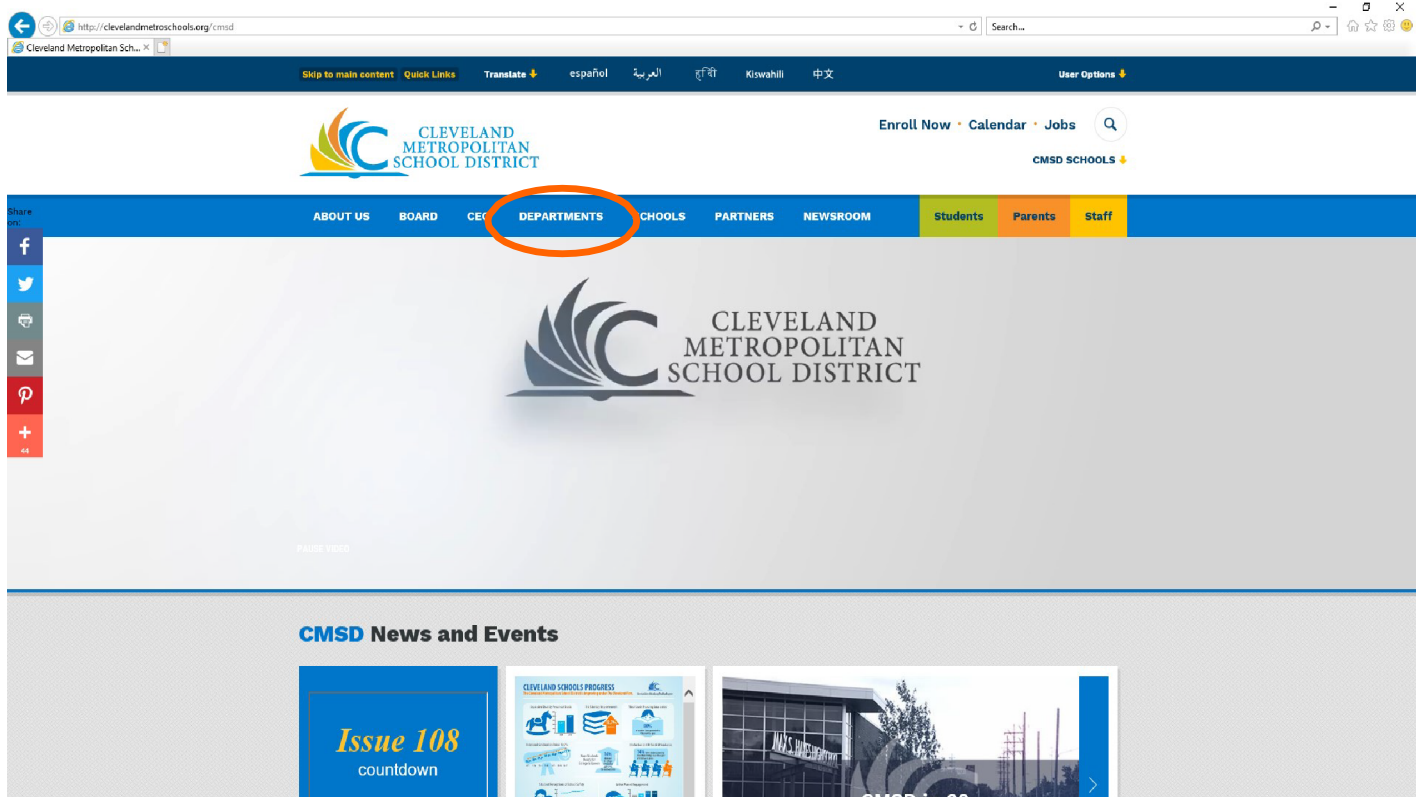 http://clevelandmetroschools.org/cmsd
Search...
Cleveland Metropolitan Sch...
Skip to main content Quick Links Translate español العربية हिंदी Kiswahili 中文 User Options
CLEVELAND
METROPOLITAN
SCHOOL DISTRICT
Enroll Now • Calendar • Jobs
CMSD SCHOOLS
Share
on:
ABOUT US BOARD DEPARTMENTS CHOOLS PARTNERS NEWSROOM Students Parents Staff
CLEVELAND
METROPOLITAN
SCHOOL DISTRICT
44
PAUSE VIDEO
CMSD News and Events
Issue 108
countdown
CLEVELAND SCHOOLS PROGRESS